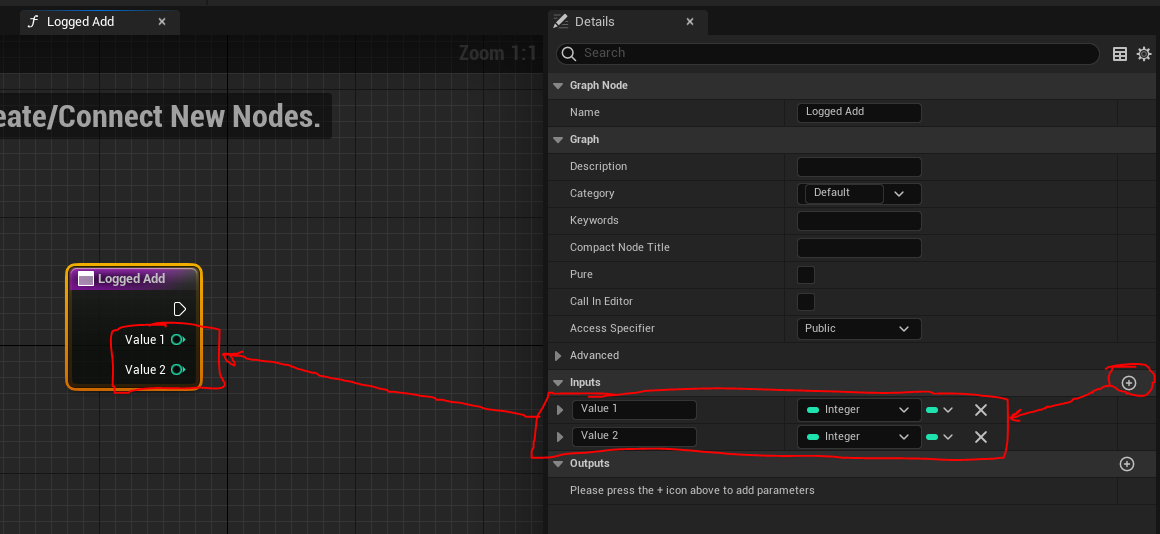 Logged Add
Zoom 1:1
eate/Connect New Nodes.
Logged Add
Value 1
Value 2
Details
Search
Graph Node
Name Logged Add
Graph
Description
Category Default
Keywords
Compact Node Title
Pure
Call In Editor
Access Specifier Public
Advanced
Inputs
Value 1 Integer
Value 2 Integer
Outputs
Please press the + icon above to add parameters